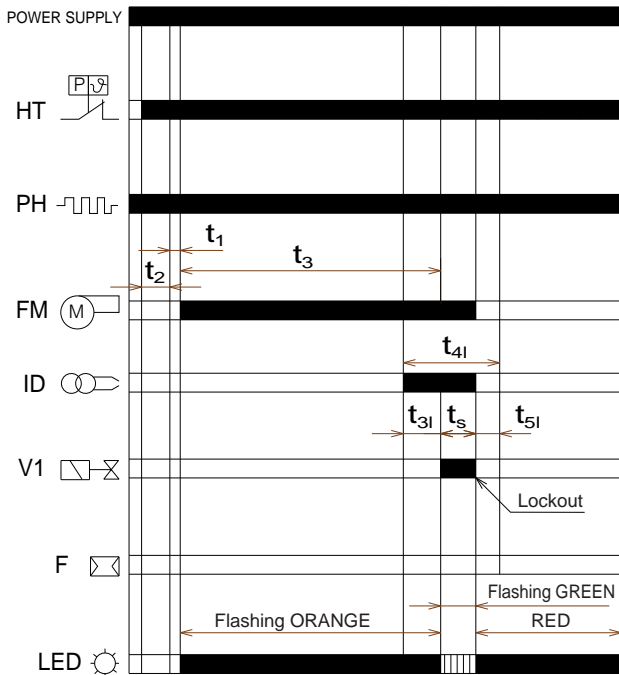 POWER SUPPLY
P ϑ
HT
PH
t1
t3
t2
FM M
t4l
ID
t3l ts t5l
V1
Lockout
F
Flashing GREEN
Flashing ORANGE RED
LED